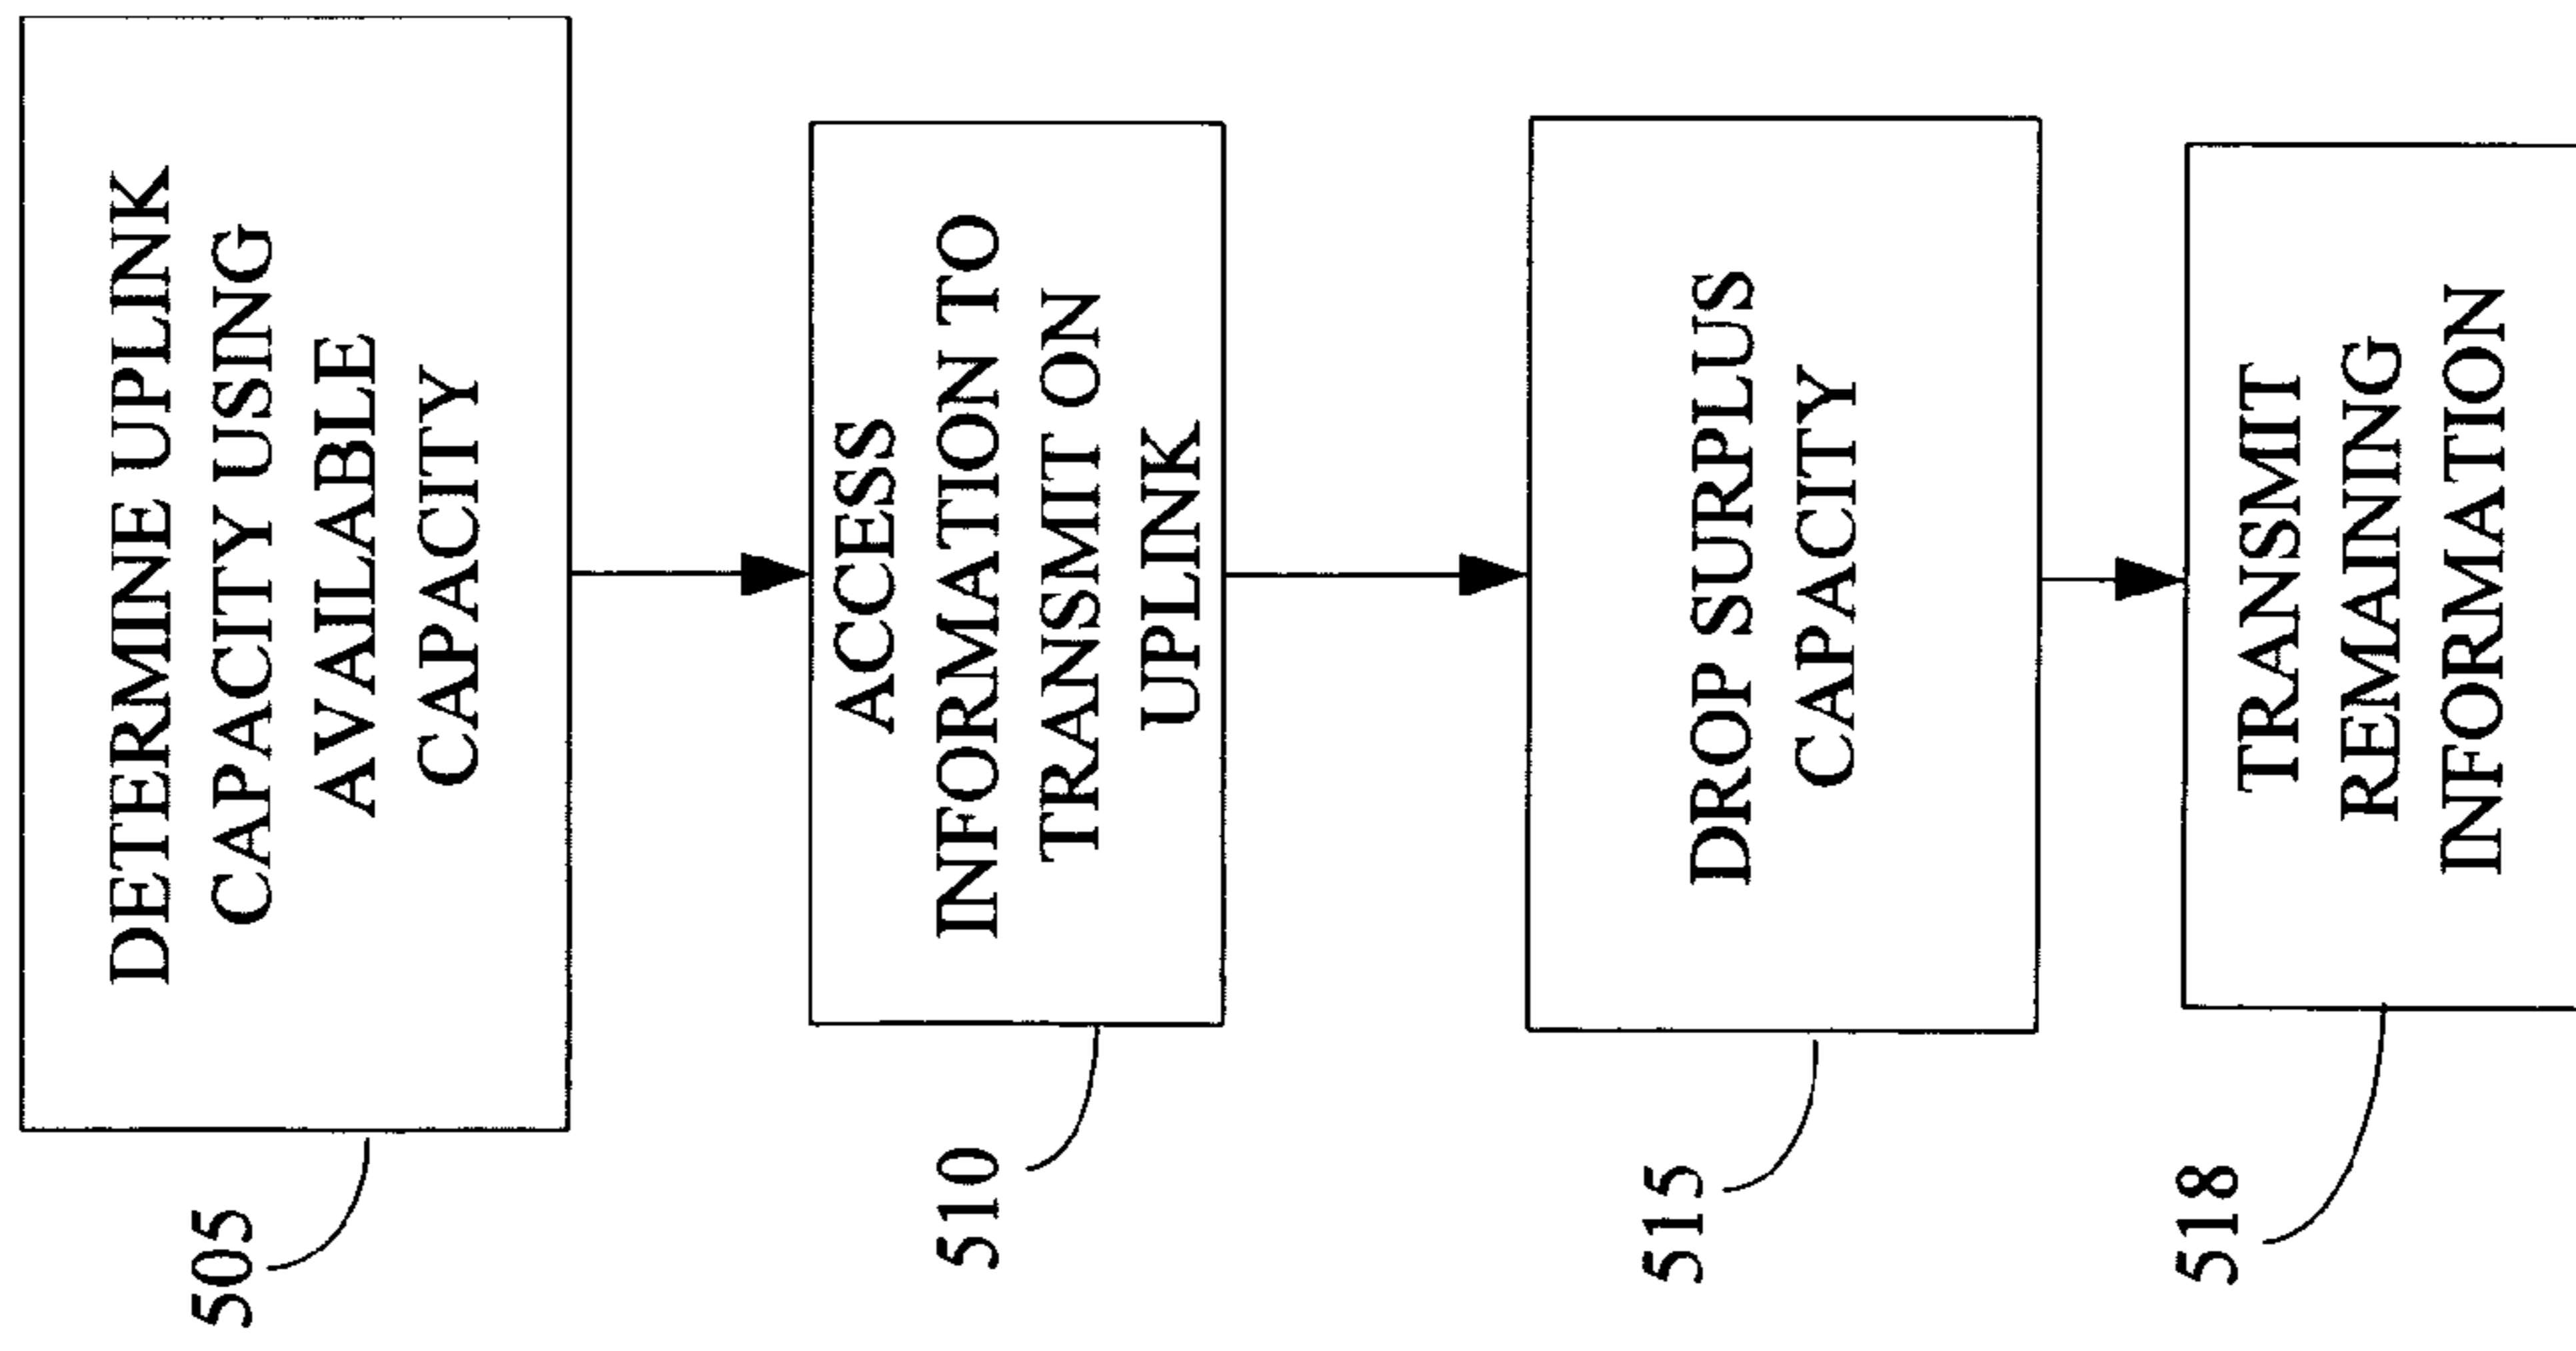 DETERMINE UPLINK
CAPACITY USING
AVAILABLE
CAPACITY
505
ACCESS
INFORMATION TO
TRANSMIT ON
UPLINK
510
DROP SURPLUS
CAPACITY
515
TRANSMIT
REMAINING
INFORMATION
518